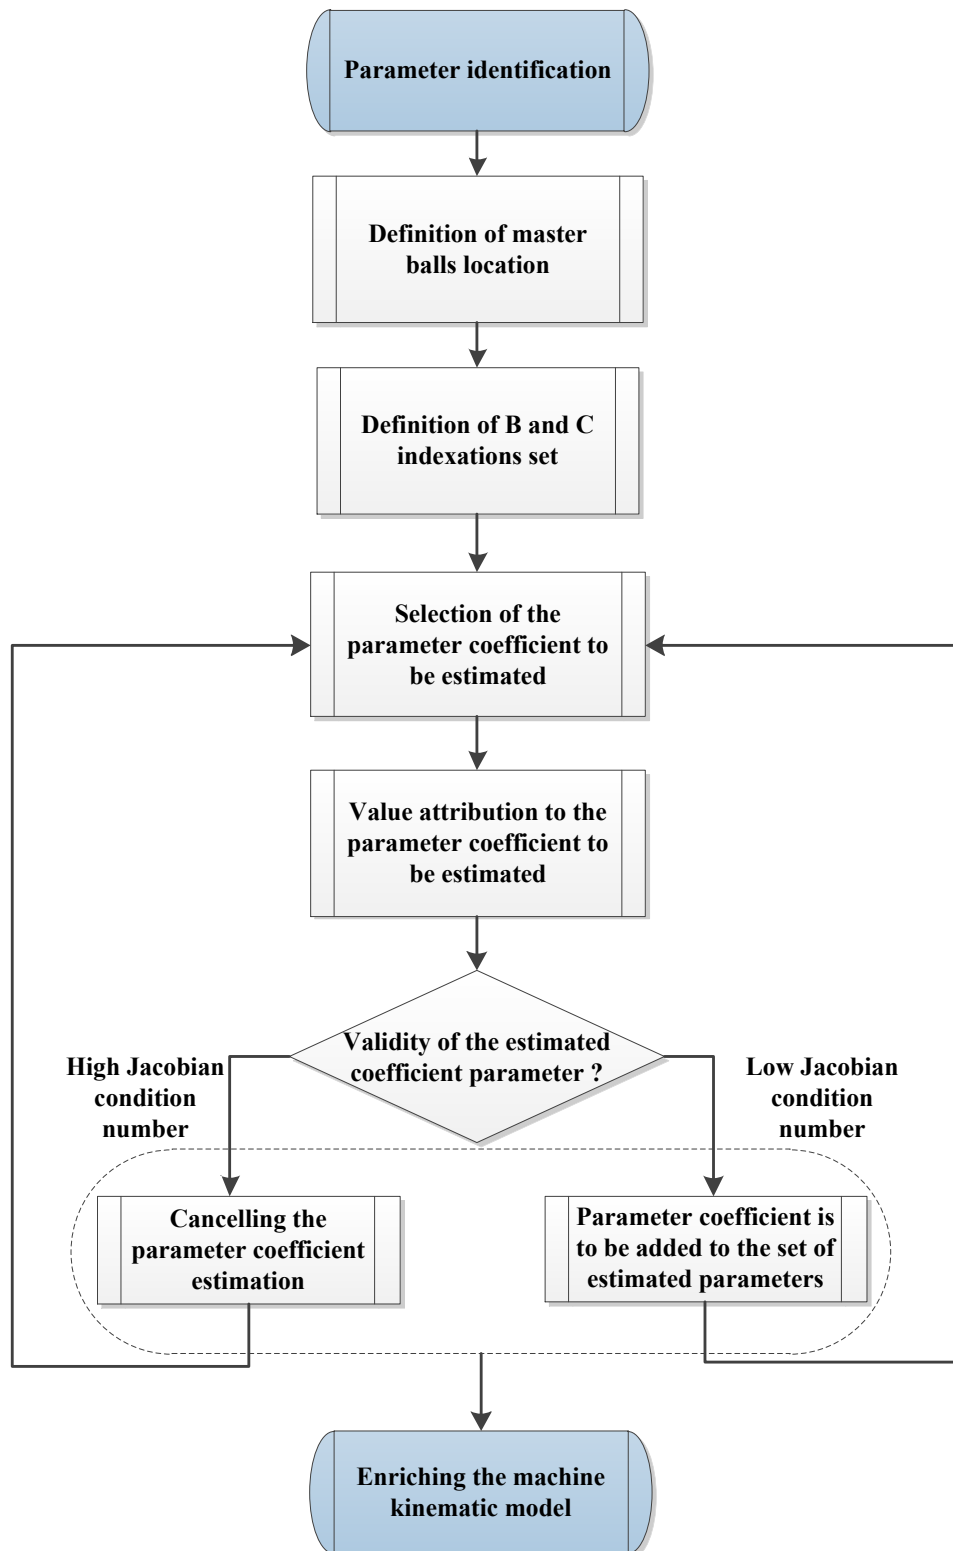 Parameter identification
Definition of master
balls location
Definition of B and C
indexations set
Selection of the
parameter coefficient to
be estimated
Value attribution to the
parameter coefficient to
be estimated
Validity of the estimated
coefficient parameter ?
High Jacobian
condition
number
Low Jacobian
condition
number
Cancelling the
parameter coefficient
estimation
Parameter coefficient is
to be added to the set of
estimated parameters
Enriching the machine
kinematic model